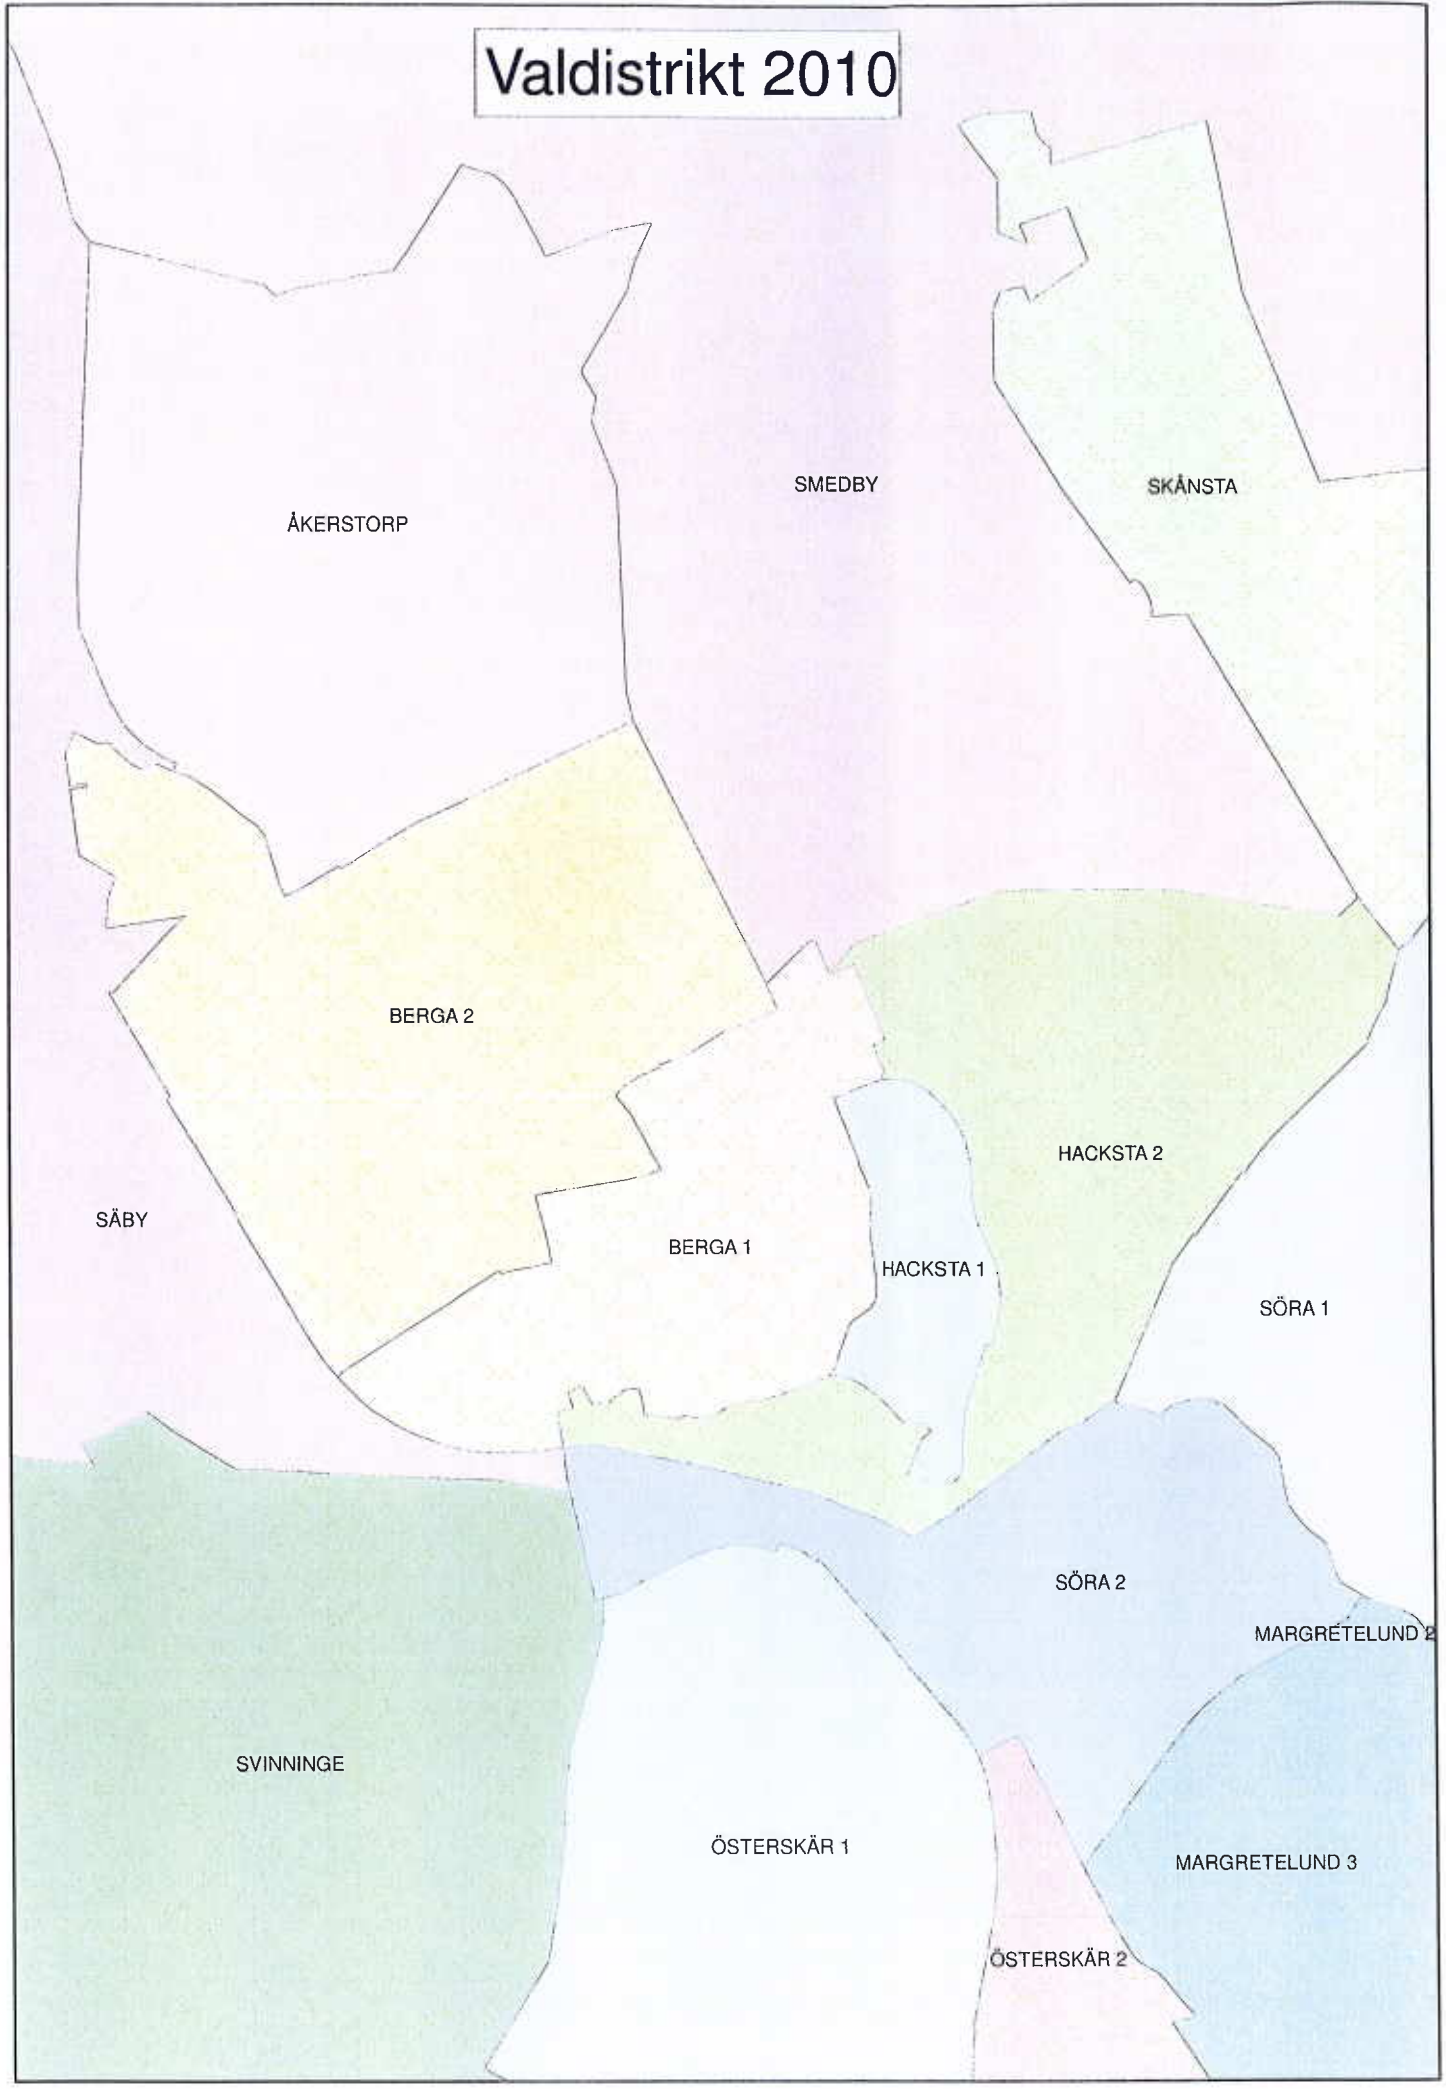 Valdistrikt 2010
SMEDBY
SKÅNSTA
ÅKERSTORP
BERGA 2
HACKSTA 2
SÄBY
BERGA 1
HACKSTA 1
SÖRA 1
SÖRA 2
MARGRETELUND 2
SVINNINGE
ÖSTERSKÄR 1
MARGRETELUND 3
ÖSTERSKÄR 2